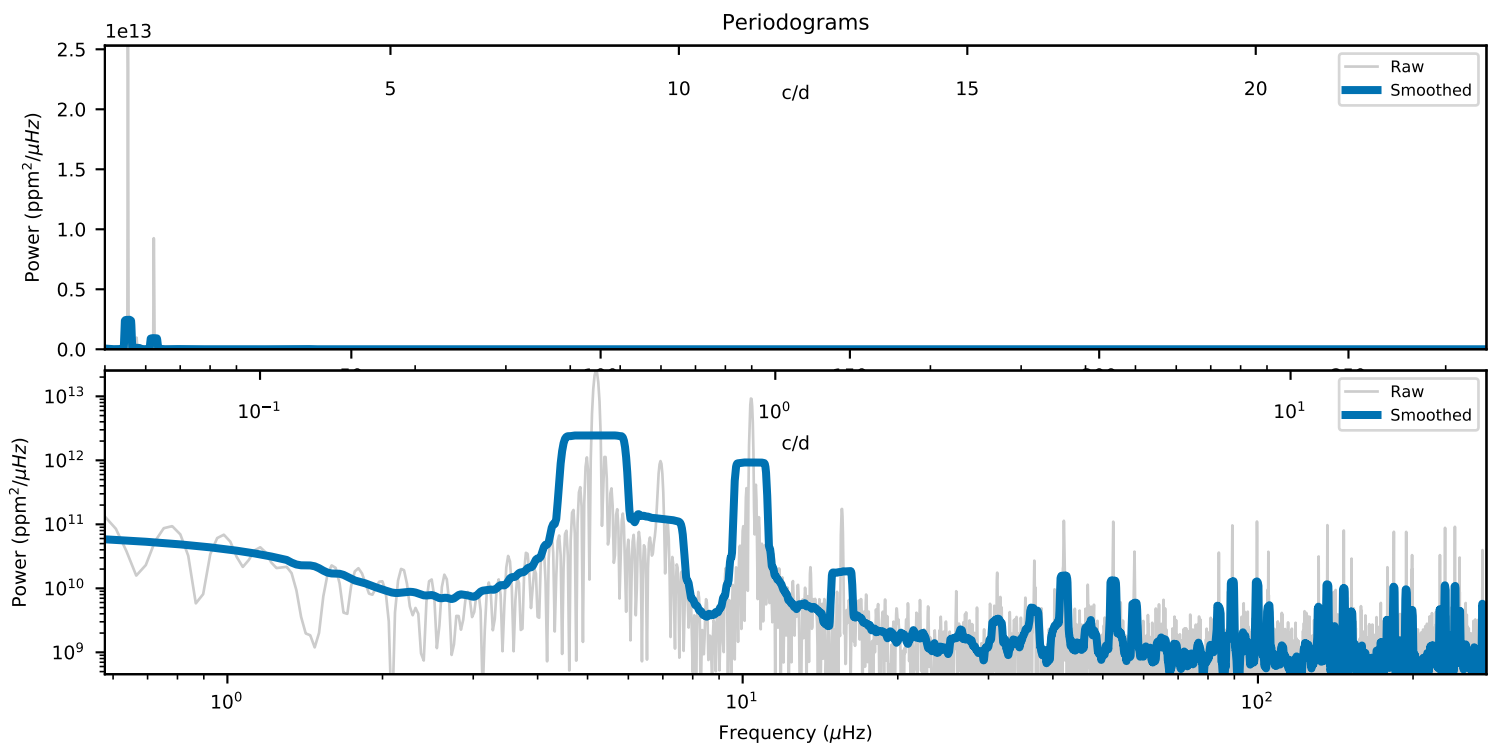 Periodograms
1e13
2.5
2.0
1.5
1.0
0.5
0.0
Power (ppm²/μHz)
5 10 15 20
c/d
Raw
Smoothed
10¹³
10¹²
10¹¹
10¹⁰
10⁹
Power (ppm²/μHz)
10⁻¹ 10⁰ 10¹
c/d
Raw
Smoothed
10⁰ 10¹ 10²
Frequency (μHz)